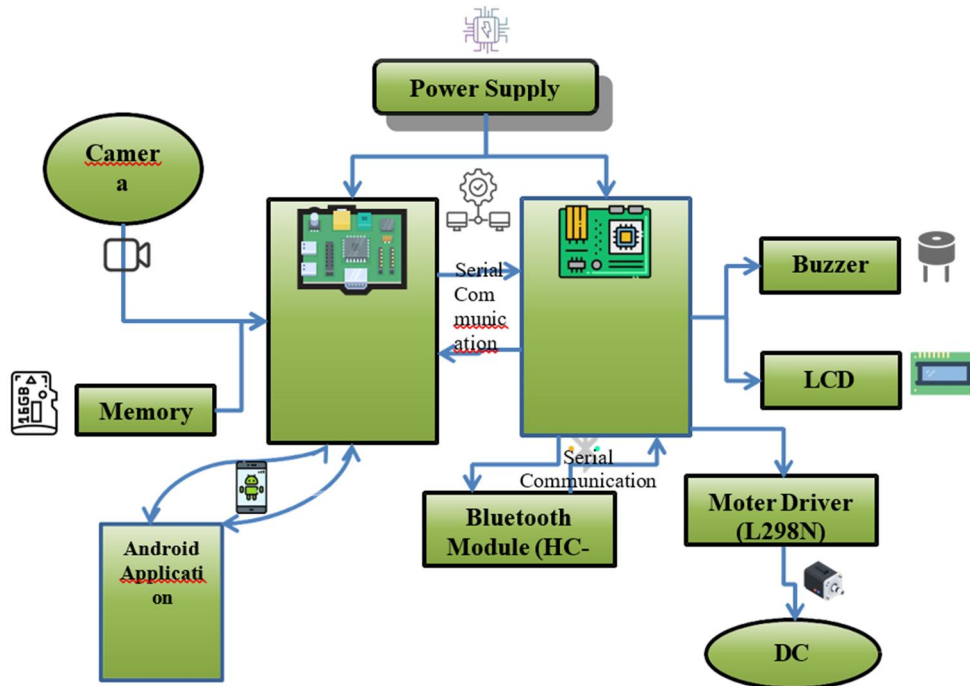 Power Supply
Camer
a
Serial
Com
munic
ation
Buzzer
LCD
16GB
Memory
Serial
Communication
Bluetooth
Module (HC-
Moter Driver
(L298N)
Android
Applicati
on
DC